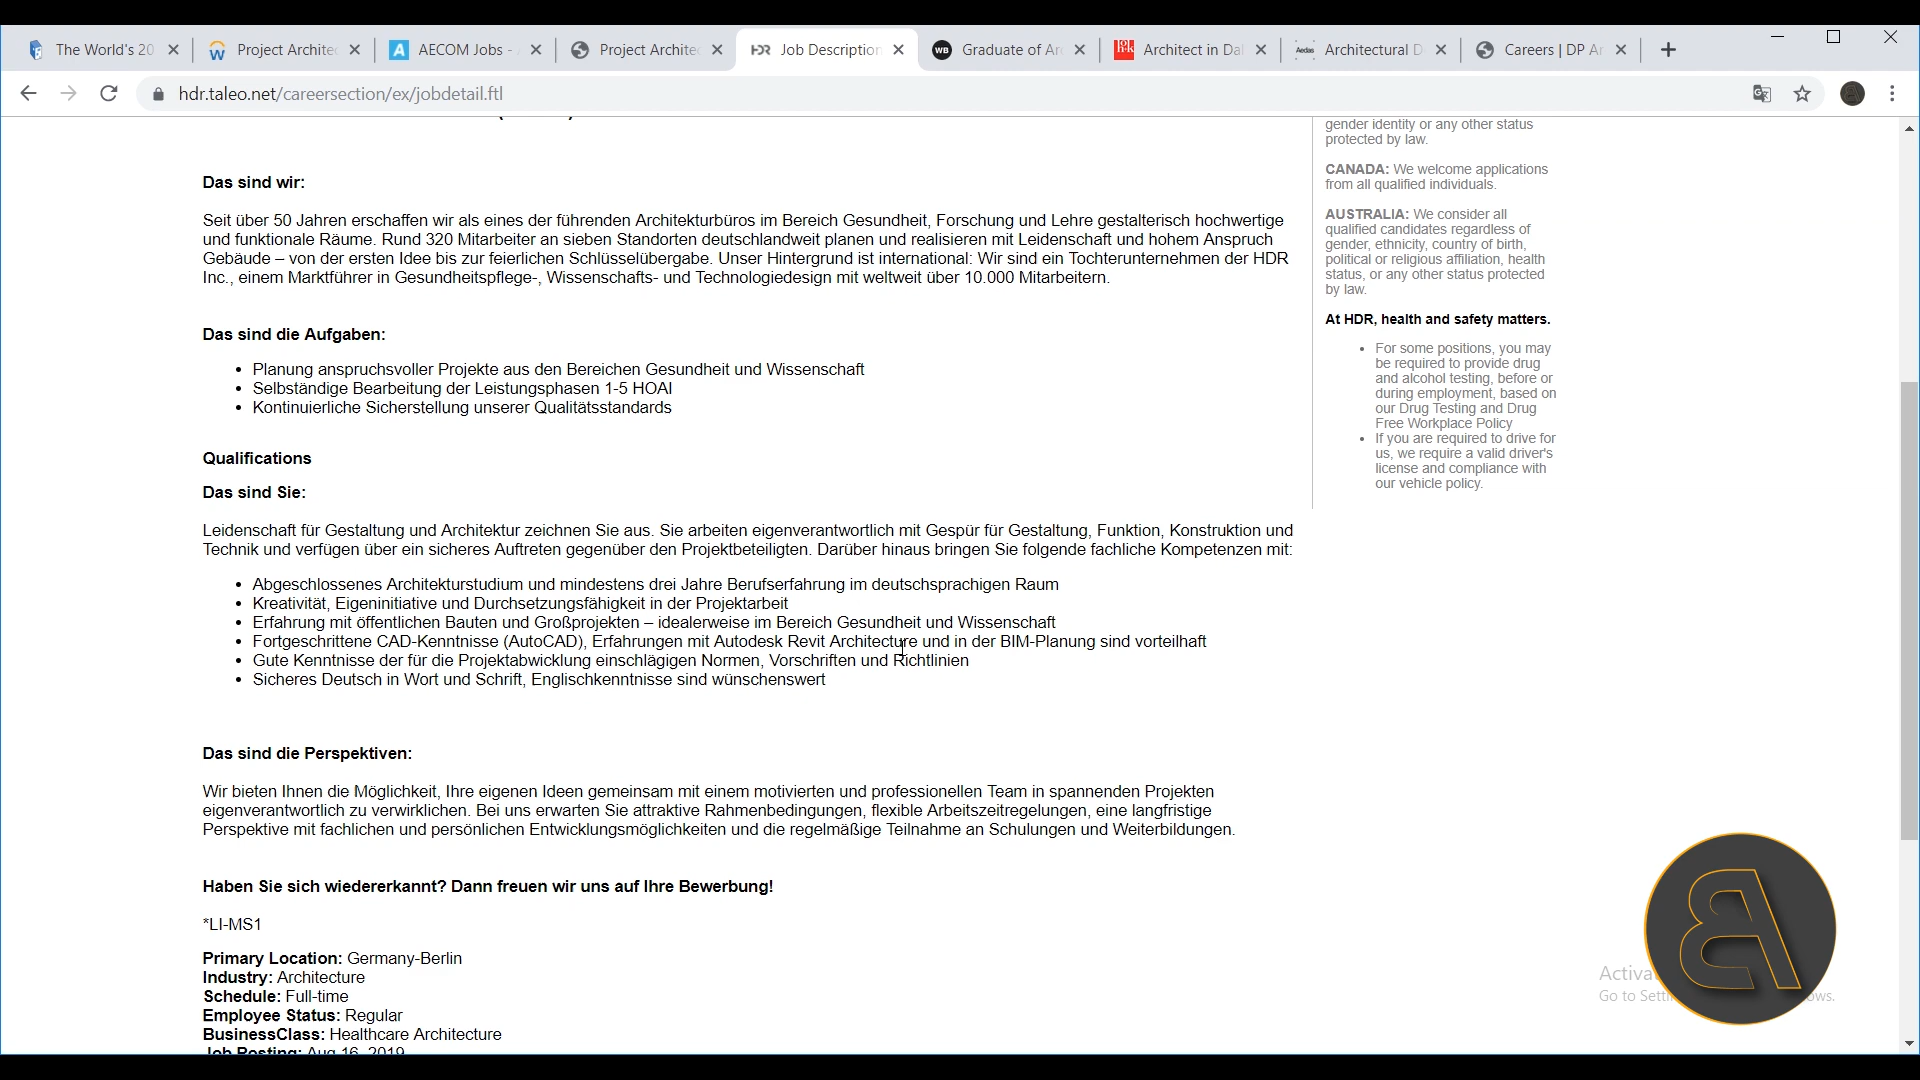 The World's 20
Project Archite
AECOM Jobs -
Project Archite
HDR Job Description
WB Graduate of Ar
hok Architect in Dal
Aedas Architectural D
Careers | DP Ar
hdr.taleo.net/careersection/ex/jobdetail.ftl
Das sind wir:
Seit über 50 Jahren erschaffen wir als eines der führenden Architekturbüros im Bereich Gesundheit, Forschung und Lehre gestalterisch hochwertige
und funktionale Räume. Rund 320 Mitarbeiter an sieben Standorten deutschlandweit planen und realisieren mit Leidenschaft und hohem Anspruch
Gebäude – von der ersten Idee bis zur feierlichen Schlüsselübergabe. Unser Hintergrund ist international: Wir sind ein Tochterunternehmen der HDR
Inc., einem Marktführer in Gesundheitspflege-, Wissenschafts- und Technologiedesign mit weltweit über 10.000 Mitarbeitern.
Das sind die Aufgaben:
• Planung anspruchsvoller Projekte aus den Bereichen Gesundheit und Wissenschaft
• Selbständige Bearbeitung der Leistungsphasen 1-5 HOAI
• Kontinuierliche Sicherstellung unserer Qualitätsstandards
Qualifications
Das sind Sie:
Leidenschaft für Gestaltung und Architektur zeichnen Sie aus. Sie arbeiten eigenverantwortlich mit Gespür für Gestaltung, Funktion, Konstruktion und
Technik und verfügen über ein sicheres Auftreten gegenüber den Projektbeteiligten. Darüber hinaus bringen Sie folgende fachliche Kompetenzen mit:
• Abgeschlossenes Architekturstudium und mindestens drei Jahre Berufserfahrung im deutschsprachigen Raum
• Kreativität, Eigeninitiative und Durchsetzungsfähigkeit in der Projektarbeit
• Erfahrung mit öffentlichen Bauten und Großprojekten – idealerweise im Bereich Gesundheit und Wissenschaft
• Fortgeschrittene CAD-Kenntnisse (AutoCAD), Erfahrungen mit Autodesk Revit Architecture und in der BIM-Planung sind vorteilhaft
• Gute Kenntnisse der für die Projektabwicklung einschlägigen Normen, Vorschriften und Richtlinien
• Sicheres Deutsch in Wort und Schrift, Englischkenntnisse sind wünschenswert
Das sind die Perspektiven:
Wir bieten Ihnen die Möglichkeit, Ihre eigenen Ideen gemeinsam mit einem motivierten und professionellen Team in spannenden Projekten
eigenverantwortlich zu verwirklichen. Bei uns erwarten Sie attraktive Rahmenbedingungen, flexible Arbeitszeitregelungen, eine langfristige
Perspektive mit fachlichen und persönlichen Entwicklungsmöglichkeiten und die regelmäßige Teilnahme an Schulungen und Weiterbildungen.
Haben Sie sich wiedererkannt? Dann freuen wir uns auf Ihre Bewerbung!
*LI-MS1
Primary Location: Germany-Berlin
Industry: Architecture
Schedule: Full-time
Employee Status: Regular
BusinessClass: Healthcare Architecture
Job Posting: Aug 16, 2019
gender identity or any other status
protected by law.
CANADA: We welcome applications
from all qualified individuals.
AUSTRALIA: We consider all
qualified candidates regardless of
gender, ethnicity, country of birth,
political or religious affiliation, health
status, or any other status protected
by law.
At HDR, health and safety matters.
• For some positions, you may
be required to provide drug
and alcohol testing, before or
during employment, based on
our Drug Testing and Drug
Free Workplace Policy
• If you are required to drive for
us, we require a valid driver's
license and compliance with
our vehicle policy.
Activa
Go to Setti
ows.